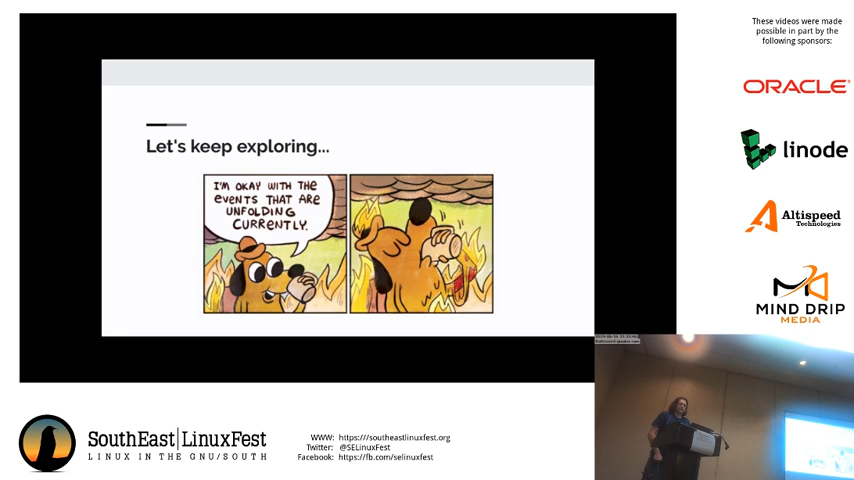 These videos were made
possible in part by the
following sponsors:
ORACLE®
linode
Altispeed
Technologies
MIND DRIP
MEDIA
Let's keep exploring...
I'M OKAY WITH THE
EVENTS THAT ARE
UNFOLDING
CURRENTLY.
SouthEast|LinuxFest
LINUX IN THE GNU/SOUTH
WWW: https:///southeastlinuxfest.org
Twitter: @SELinuxFest
Facebook: https://fb.com/selinuxfest